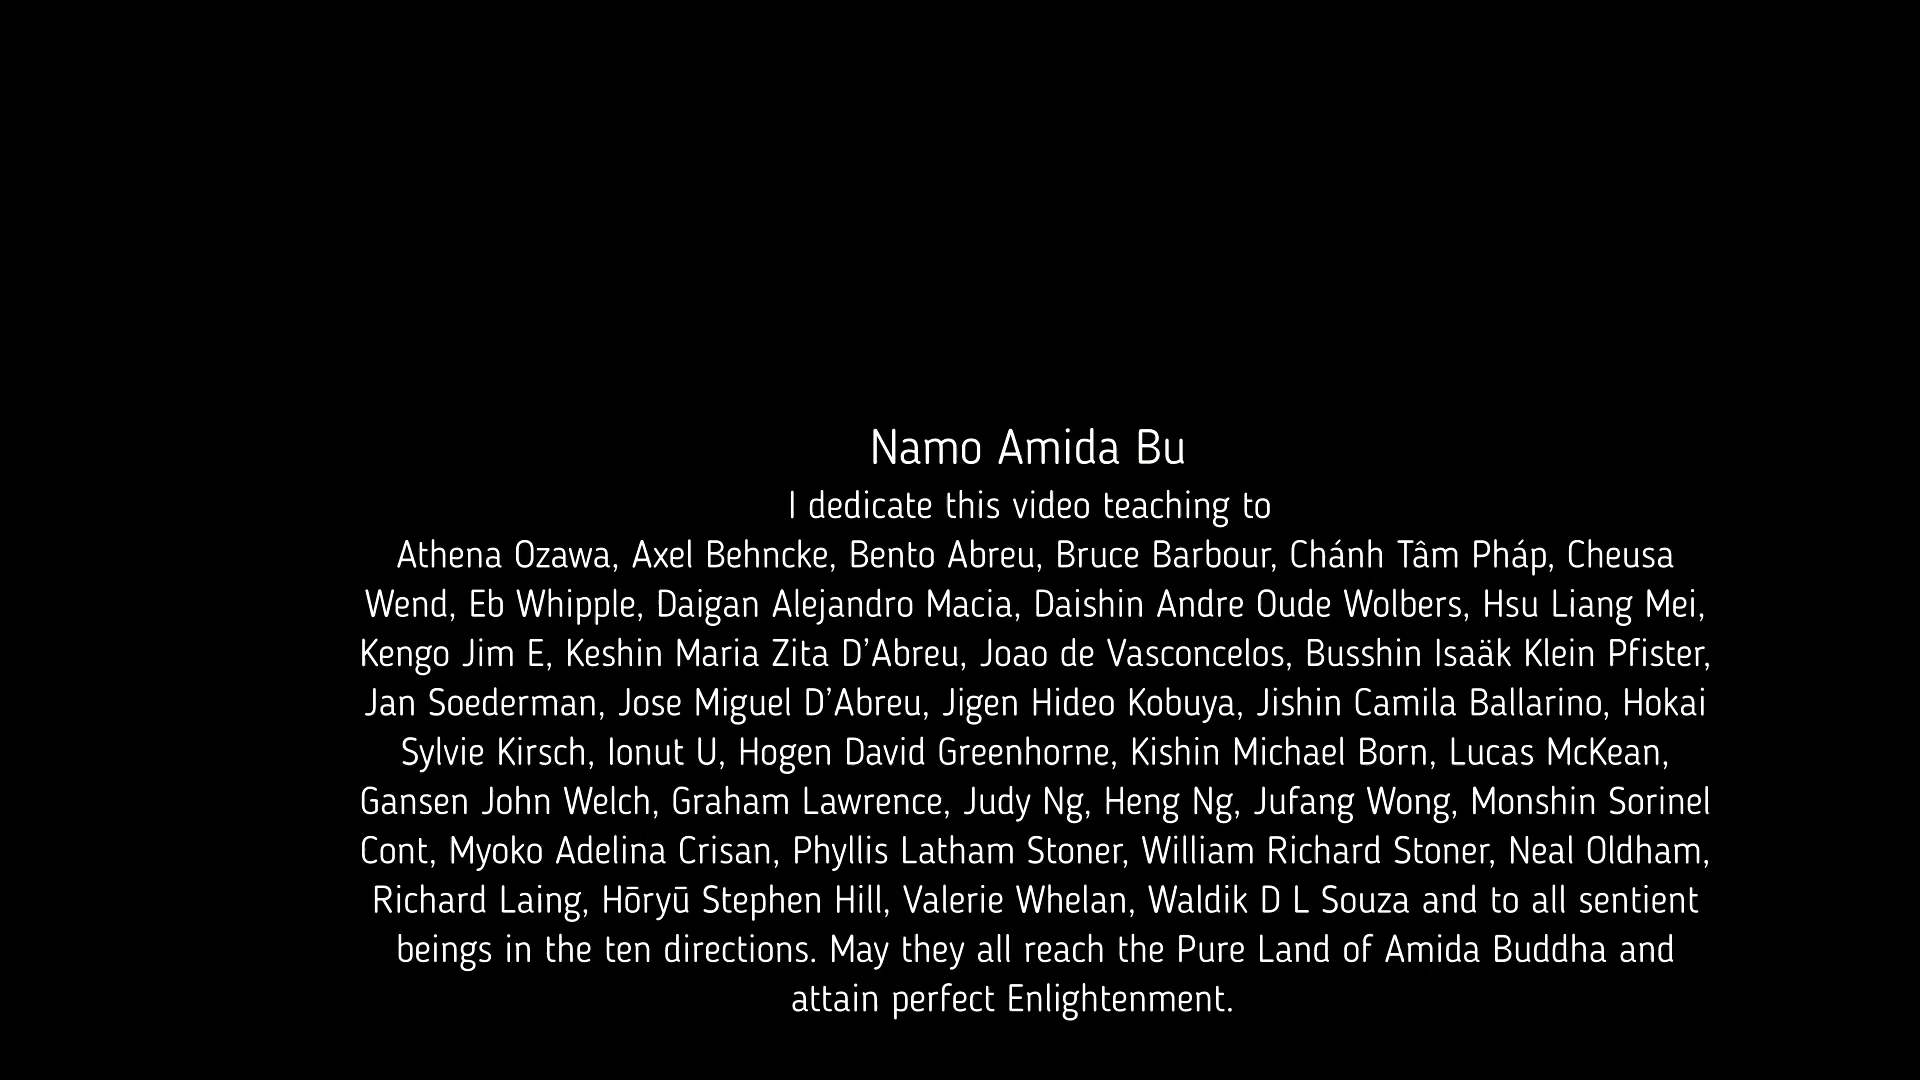 Namo Amida Bu
I dedicate this video teaching to
Athena Ozawa, Axel Behncke, Bento Abreu, Bruce Barbour, Chánh Tâm Pháp, Cheusa
Wend, Eb Whipple, Daigan Alejandro Macia, Daishin Andre Oude Wolbers, Hsu Liang Mei,
Kengo Jim E, Keshin Maria Zita D’Abreu, Joao de Vasconcelos, Busshin Isaäk Klein Pfister,
Jan Soederman, Jose Miguel D’Abreu, Jigen Hideo Kobuya, Jishin Camila Ballarino, Hokai
Sylvie Kirsch, Ionut U, Hogen David Greenhorne, Kishin Michael Born, Lucas McKean,
Gansen John Welch, Graham Lawrence, Judy Ng, Heng Ng, Jufang Wong, Monshin Sorinel
Cont, Myoko Adelina Crisan, Phyllis Latham Stoner, William Richard Stoner, Neal Oldham,
Richard Laing, Hōryū Stephen Hill, Valerie Whelan, Waldik D L Souza and to all sentient
beings in the ten directions. May they all reach the Pure Land of Amida Buddha and
attain perfect Enlightenment.